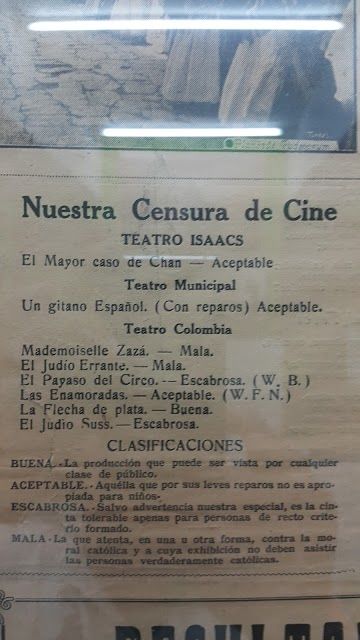 Nuestra Censura de Cine
TEATRO ISAACS
El Mayor caso de Chan — Aceptable
Teatro Municipal
Un gitano Español. (Con reparos) Aceptable.
Teatro Colombia
Mademoiselle Zazá. — Mala.
El Judío Errante. — Mala.
El Payaso del Circo. — Escabrosa. (W. B.)
Las Enamoradas. — Aceptable. (W. F. N.)
La Flecha de plata. — Buena.
El Judio Suss. — Escabrosa.
CLASIFICACIONES
BUENA. - La producción que puede ser vista por cualquier
clase de público.
ACEPTABLE. - Aquélla que por sus leves reparos no es apro-
piada para niños.
ESCABROSA. - Salvo advertencia nuestra especial, es la cin-
ta tolerable apenas para personas de recto crite-
rio formado.
MALA - La que atenta, en una u otra forma, contra la mo-
ral católica y a cuya exhibición no deben asistir
las personas verdaderamente católicas.